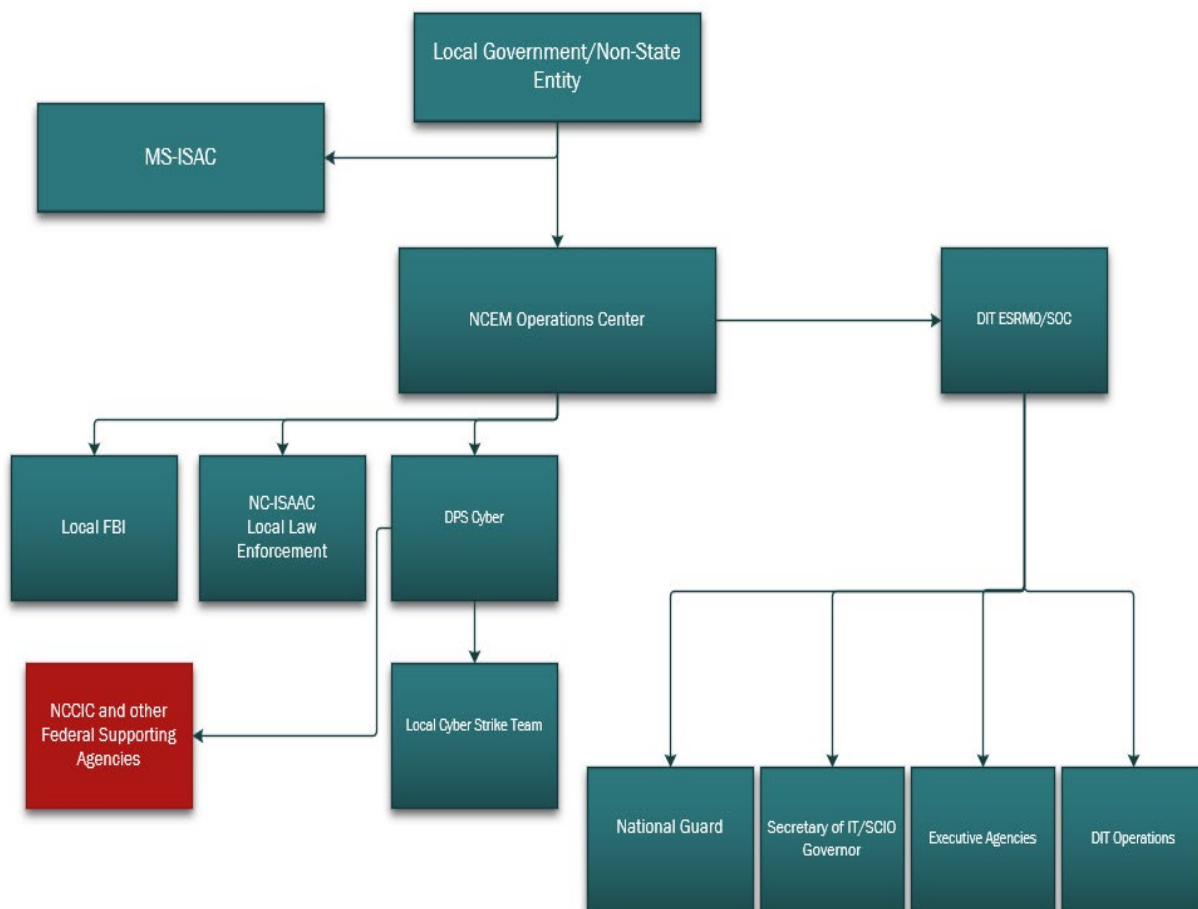 Local Government/Non-State
Entity
MS-ISAC
NCEM Operations Center
DIT ESRMO/SOC
Local FBI
NC-ISAAC
Local Law
Enforcement
DPS Cyber
NCCIC and other
Federal Supporting
Agencies
Local Cyber Strike Team
National Guard
Secretary of IT/SCIO
Governor
Executive Agencies
DIT Operations